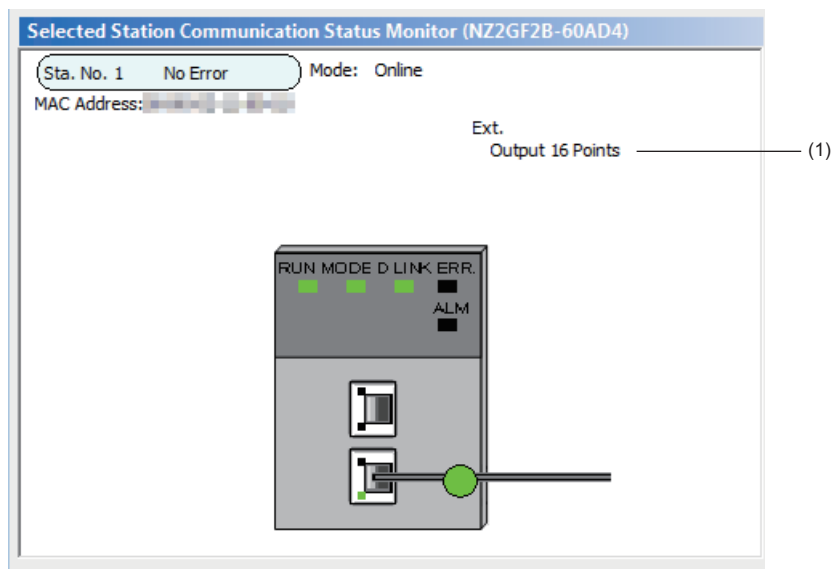 Selected Station Communication Status Monitor (NZ2GF2B-60AD4)
Sta. No. 1 No Error Mode: Online
MAC Address:
Ext.
Output 16 Points (1)
RUN MODE D LINK ERR.
ALM